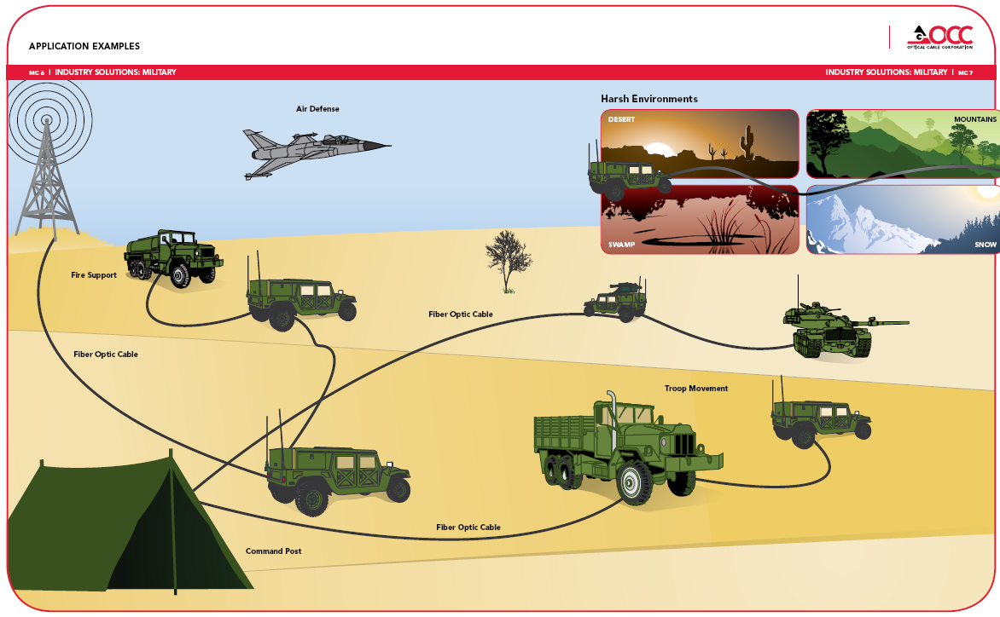 APPLICATION EXAMPLES
OCC
OPTICAL CABLE CORPORATION
MC 6 | INDUSTRY SOLUTIONS: MILITARY
INDUSTRY SOLUTIONS: MILITARY | MC 7
Air Defense
Harsh Environments
DESERT
MOUNTAINS
SWAMP
SNOW
Fire Support
Fiber Optic Cable
Fiber Optic Cable
Troop Movement
Fiber Optic Cable
Command Post